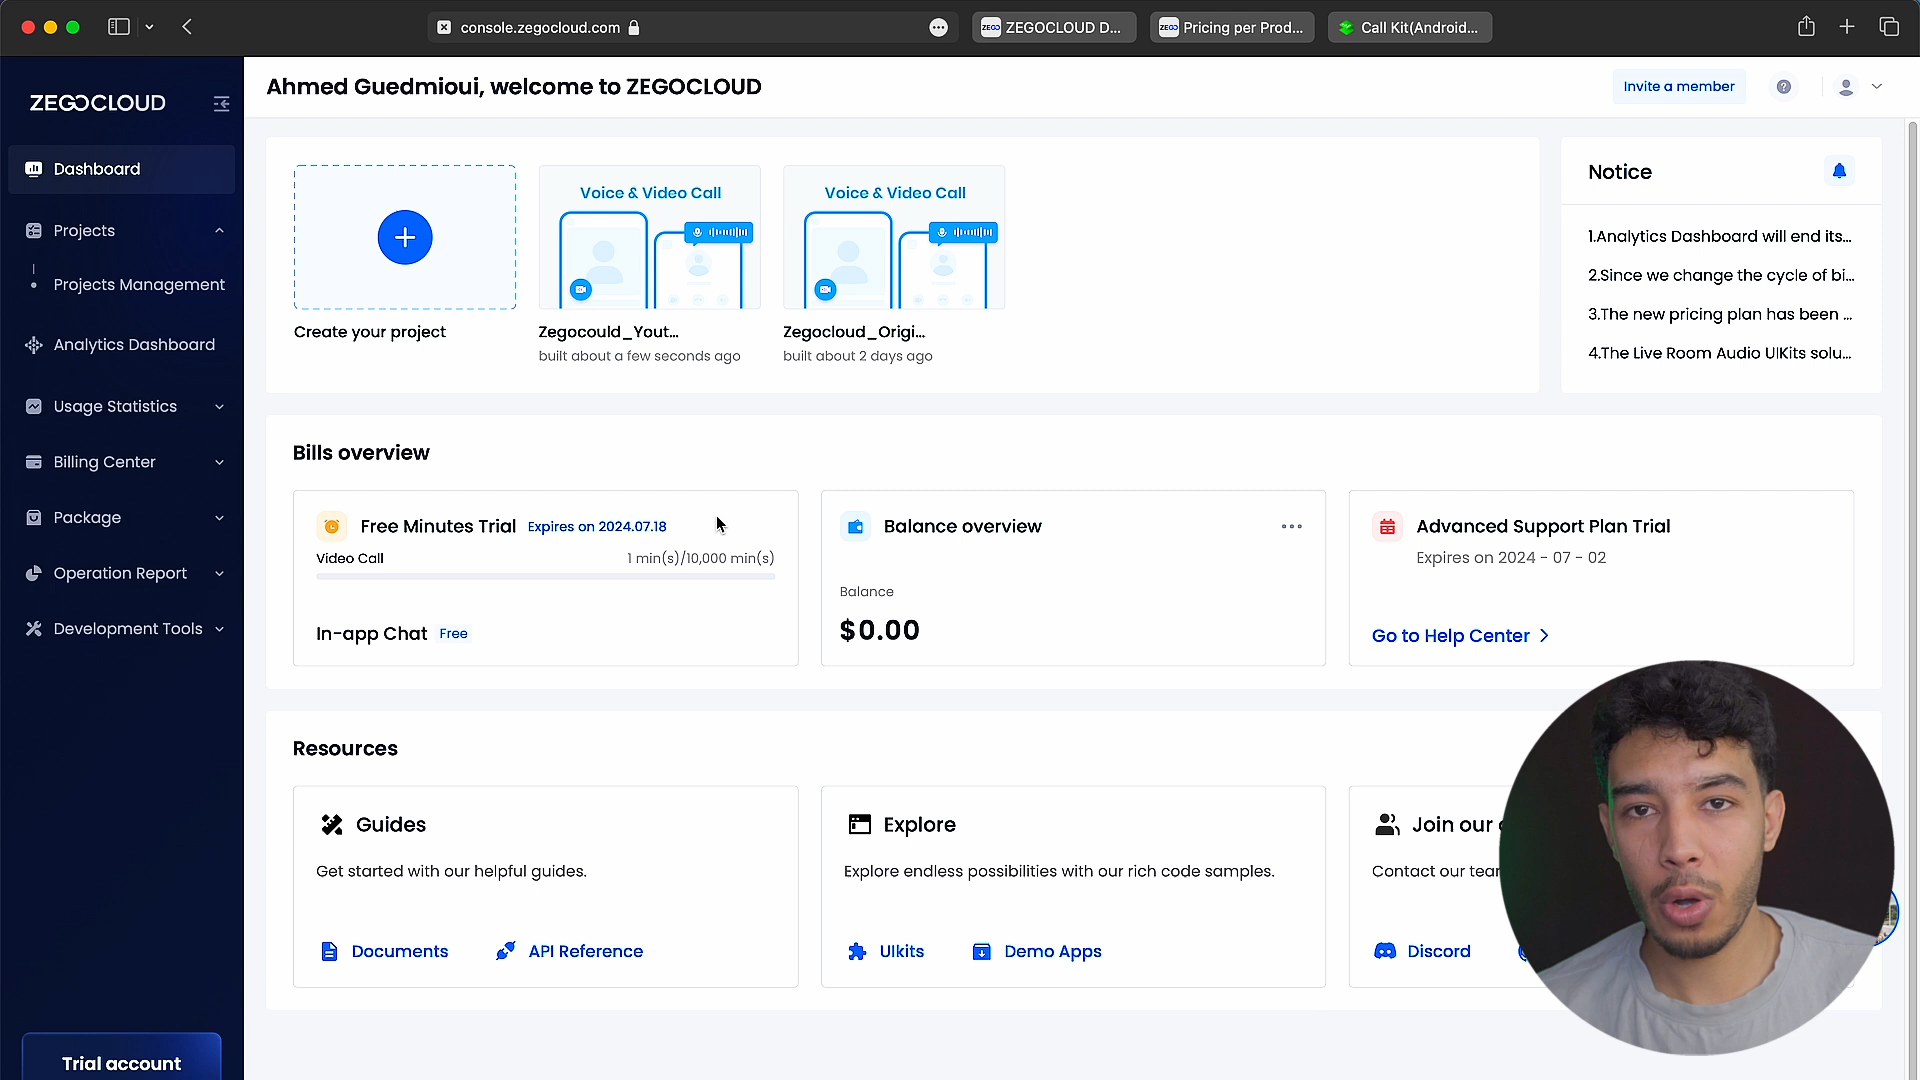 console.zegocloud.com
ZEGO ZEGOCLOUD D...
ZEGO Pricing per Prod...
Call Kit(Android...
ZEGOCLOUD
Ahmed Guedmioui, welcome to ZEGOCLOUD
Invite a member
Dashboard
Projects
Projects Management
Analytics Dashboard
Usage Statistics
Billing Center
Package
Operation Report
Development Tools
Trial account
Voice & Video Call
Voice & Video Call
Create your project
Zegocould_Yout...
Zegocloud_Origi...
built about a few seconds ago
built about 2 days ago
Notice
1.Analytics Dashboard will end its...
2.Since we change the cycle of bi...
3.The new pricing plan has been ...
4.The Live Room Audio UIKits solu...
Bills overview
Free Minutes Trial Expires on 2024.07.18
Video Call 1 min(s)/10,000 min(s)
In-app Chat Free
Balance overview
Balance
$0.00
Advanced Support Plan Trial
Expires on 2024 - 07 - 02
Go to Help Center
Resources
Guides
Get started with our helpful guides.
Documents API Reference
Explore
Explore endless possibilities with our rich code samples.
UIkits Demo Apps
Join our
Contact our
Discord